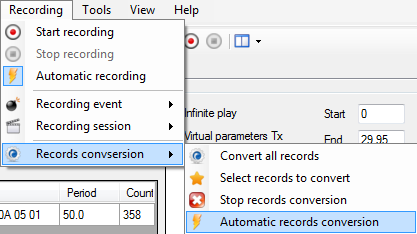 Recording Tools View Help
Start recording
Stop recording
Automatic recording
Recording event
Recording session
Records convsersion
Infinite play Start 0
Virtual parameters Tx End 29.95
Convert all records
Select records to convert
Stop records conversion
Automatic records conversion
Period Count
0A 05 01 50.0 358